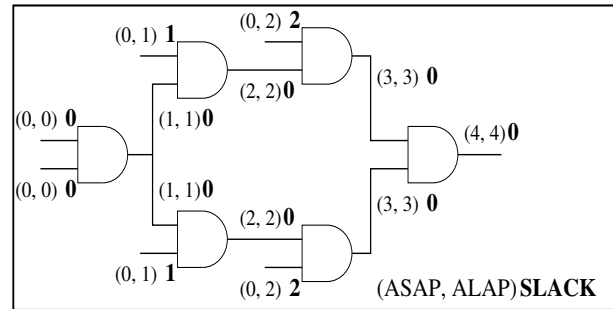 (0, 1) 1
(0, 2) 2
(2, 2)0
(3, 3) 0
(0, 0) 0
(1, 1)0
(4, 4)0
(0, 0) 0
(1, 1)0
(3, 3) 0
(2, 2)0
(0, 1) 1
(0, 2) 2
(ASAP, ALAP) SLACK